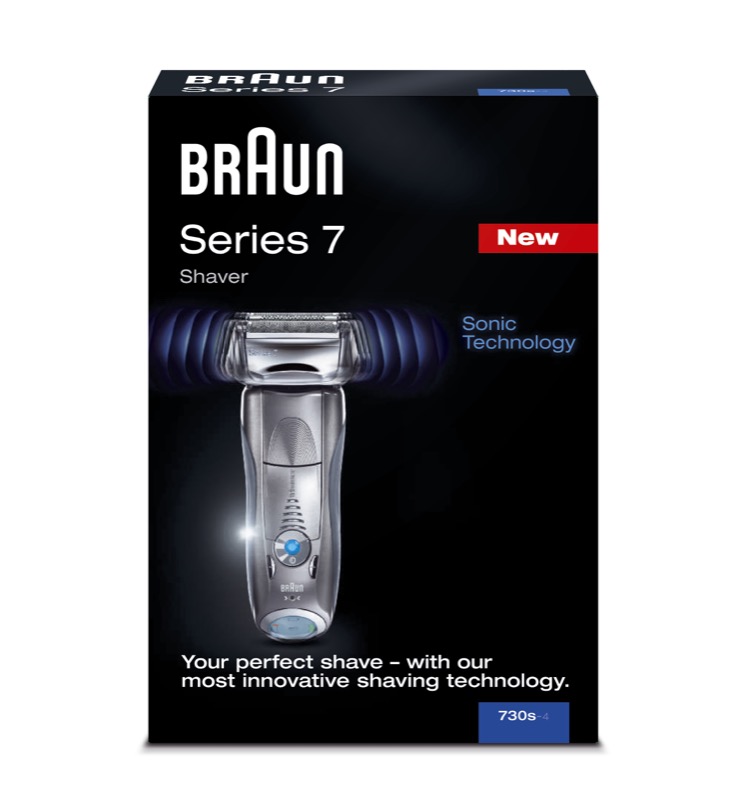 BRAUN
Series 7
730s-4
BRAUN
Series 7
New
Shaver
Sonic
Technology
BRAUN
Your perfect shave – with our
most innovative shaving technology.
730s-4